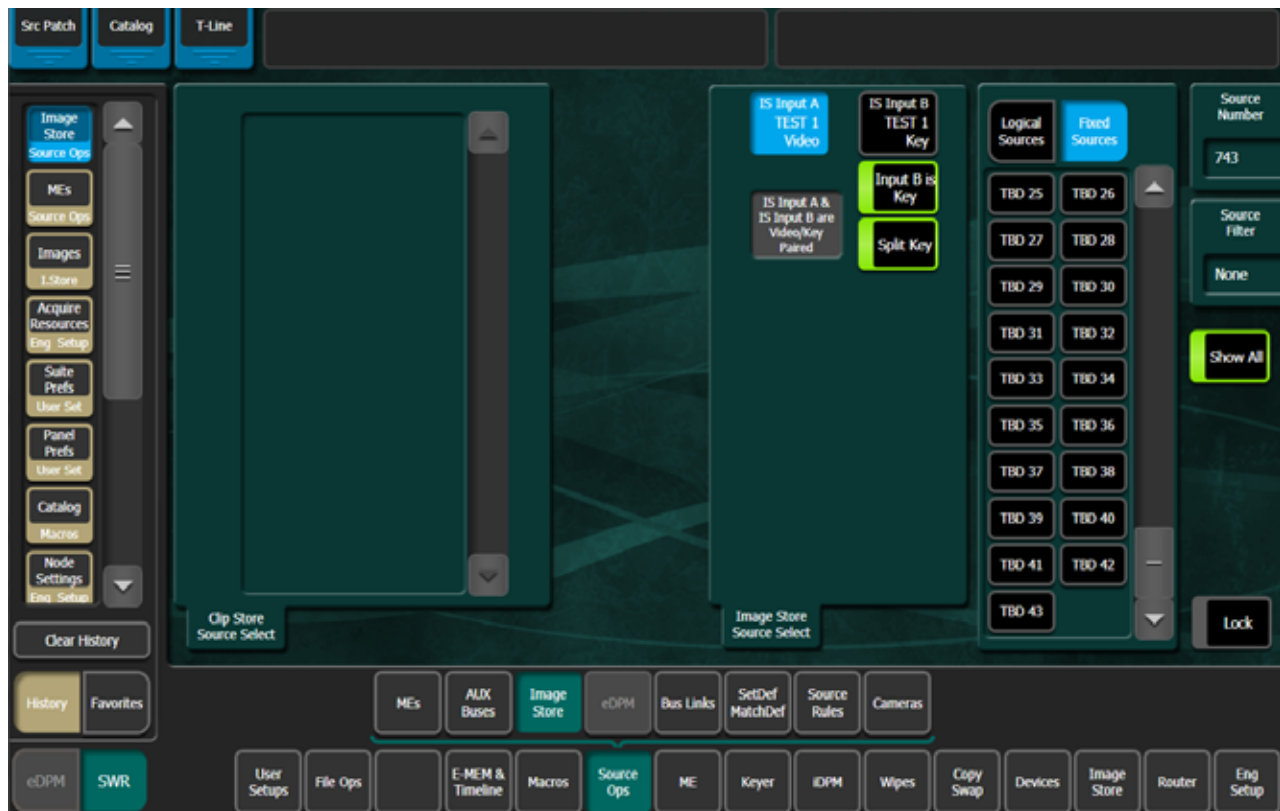 Src Patch
Catalog
T-Line
Image
Store
Source Ops
MEs
Source Ops
Images
I.Store
Acquire
Resources
Eng Setup
Suite
Prefs
User Set
Panel
Prefs
User Set
Catalog
Macros
Node
Settings
Eng Setup
Clear History
History
Favorites
eDPM
SWR
Clip Store
Source Select
IS Input A
TEST 1
Video
IS Input B
TEST 1
Key
Input B is
Key
IS Input A &
IS Input B are
Video/Key
Paired
Split Key
Image Store
Source Select
Logical
Sources
Fixed
Sources
TBD 25 TBD 26
TBD 27 TBD 28
TBD 29 TBD 30
TBD 31 TBD 32
TBD 33 TBD 34
TBD 35 TBD 36
TBD 37 TBD 38
TBD 39 TBD 40
TBD 41 TBD 42
TBD 43
Source
Number
743
Source
Filter
None
Show All
Lock
MEs
AUX
Buses
Image
Store
eDPM
Bus Links
SetDef
MatchDef
Source
Rules
Cameras
User
Setups
File Ops
E-MEM &
Timeline
Macros
Source
Ops
ME
Keyer
iDPM
Wipes
Copy
Swap
Devices
Image
Store
Router
Eng
Setup